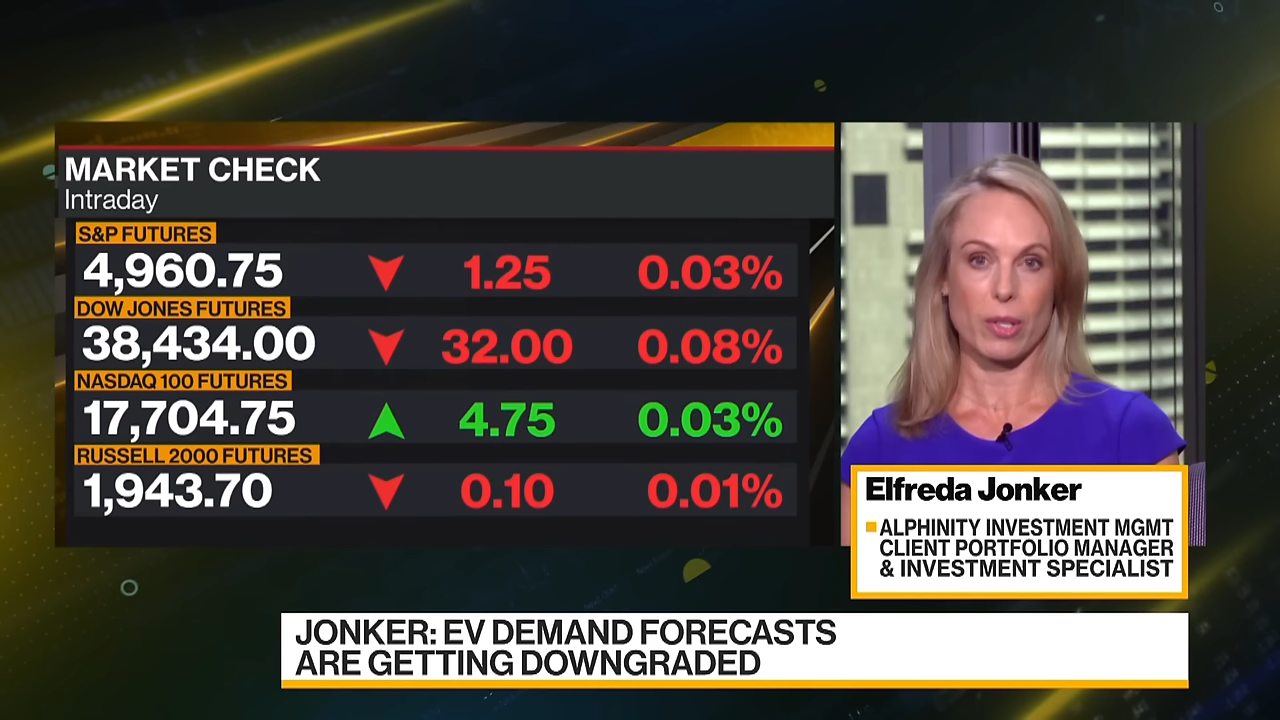 MARKET CHECK
Intraday
S&P FUTURES
4,960.75 1.25 0.03%
DOW JONES FUTURES
38,434.00 32.00 0.08%
NASDAQ 100 FUTURES
17,704.75 4.75 0.03%
RUSSELL 2000 FUTURES
1,943.70 0.10 0.01%
Elfreda Jonker
ALPHINITY INVESTMENT MGMT
CLIENT PORTFOLIO MANAGER
& INVESTMENT SPECIALIST
JONKER: EV DEMAND FORECASTS
ARE GETTING DOWNGRADED